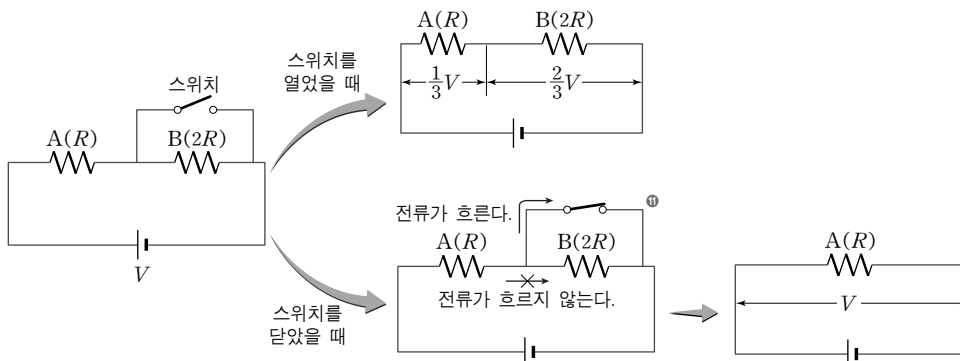 스위치
A(R)
B(2R)
V
스위치를
열었을 때
A(R)
B(2R)
1/3V
2/3V
스위치를
닫았을 때
전류가 흐른다.
⓫
A(R)
B(2R)
전류가 흐르지 않는다.
A(R)
V